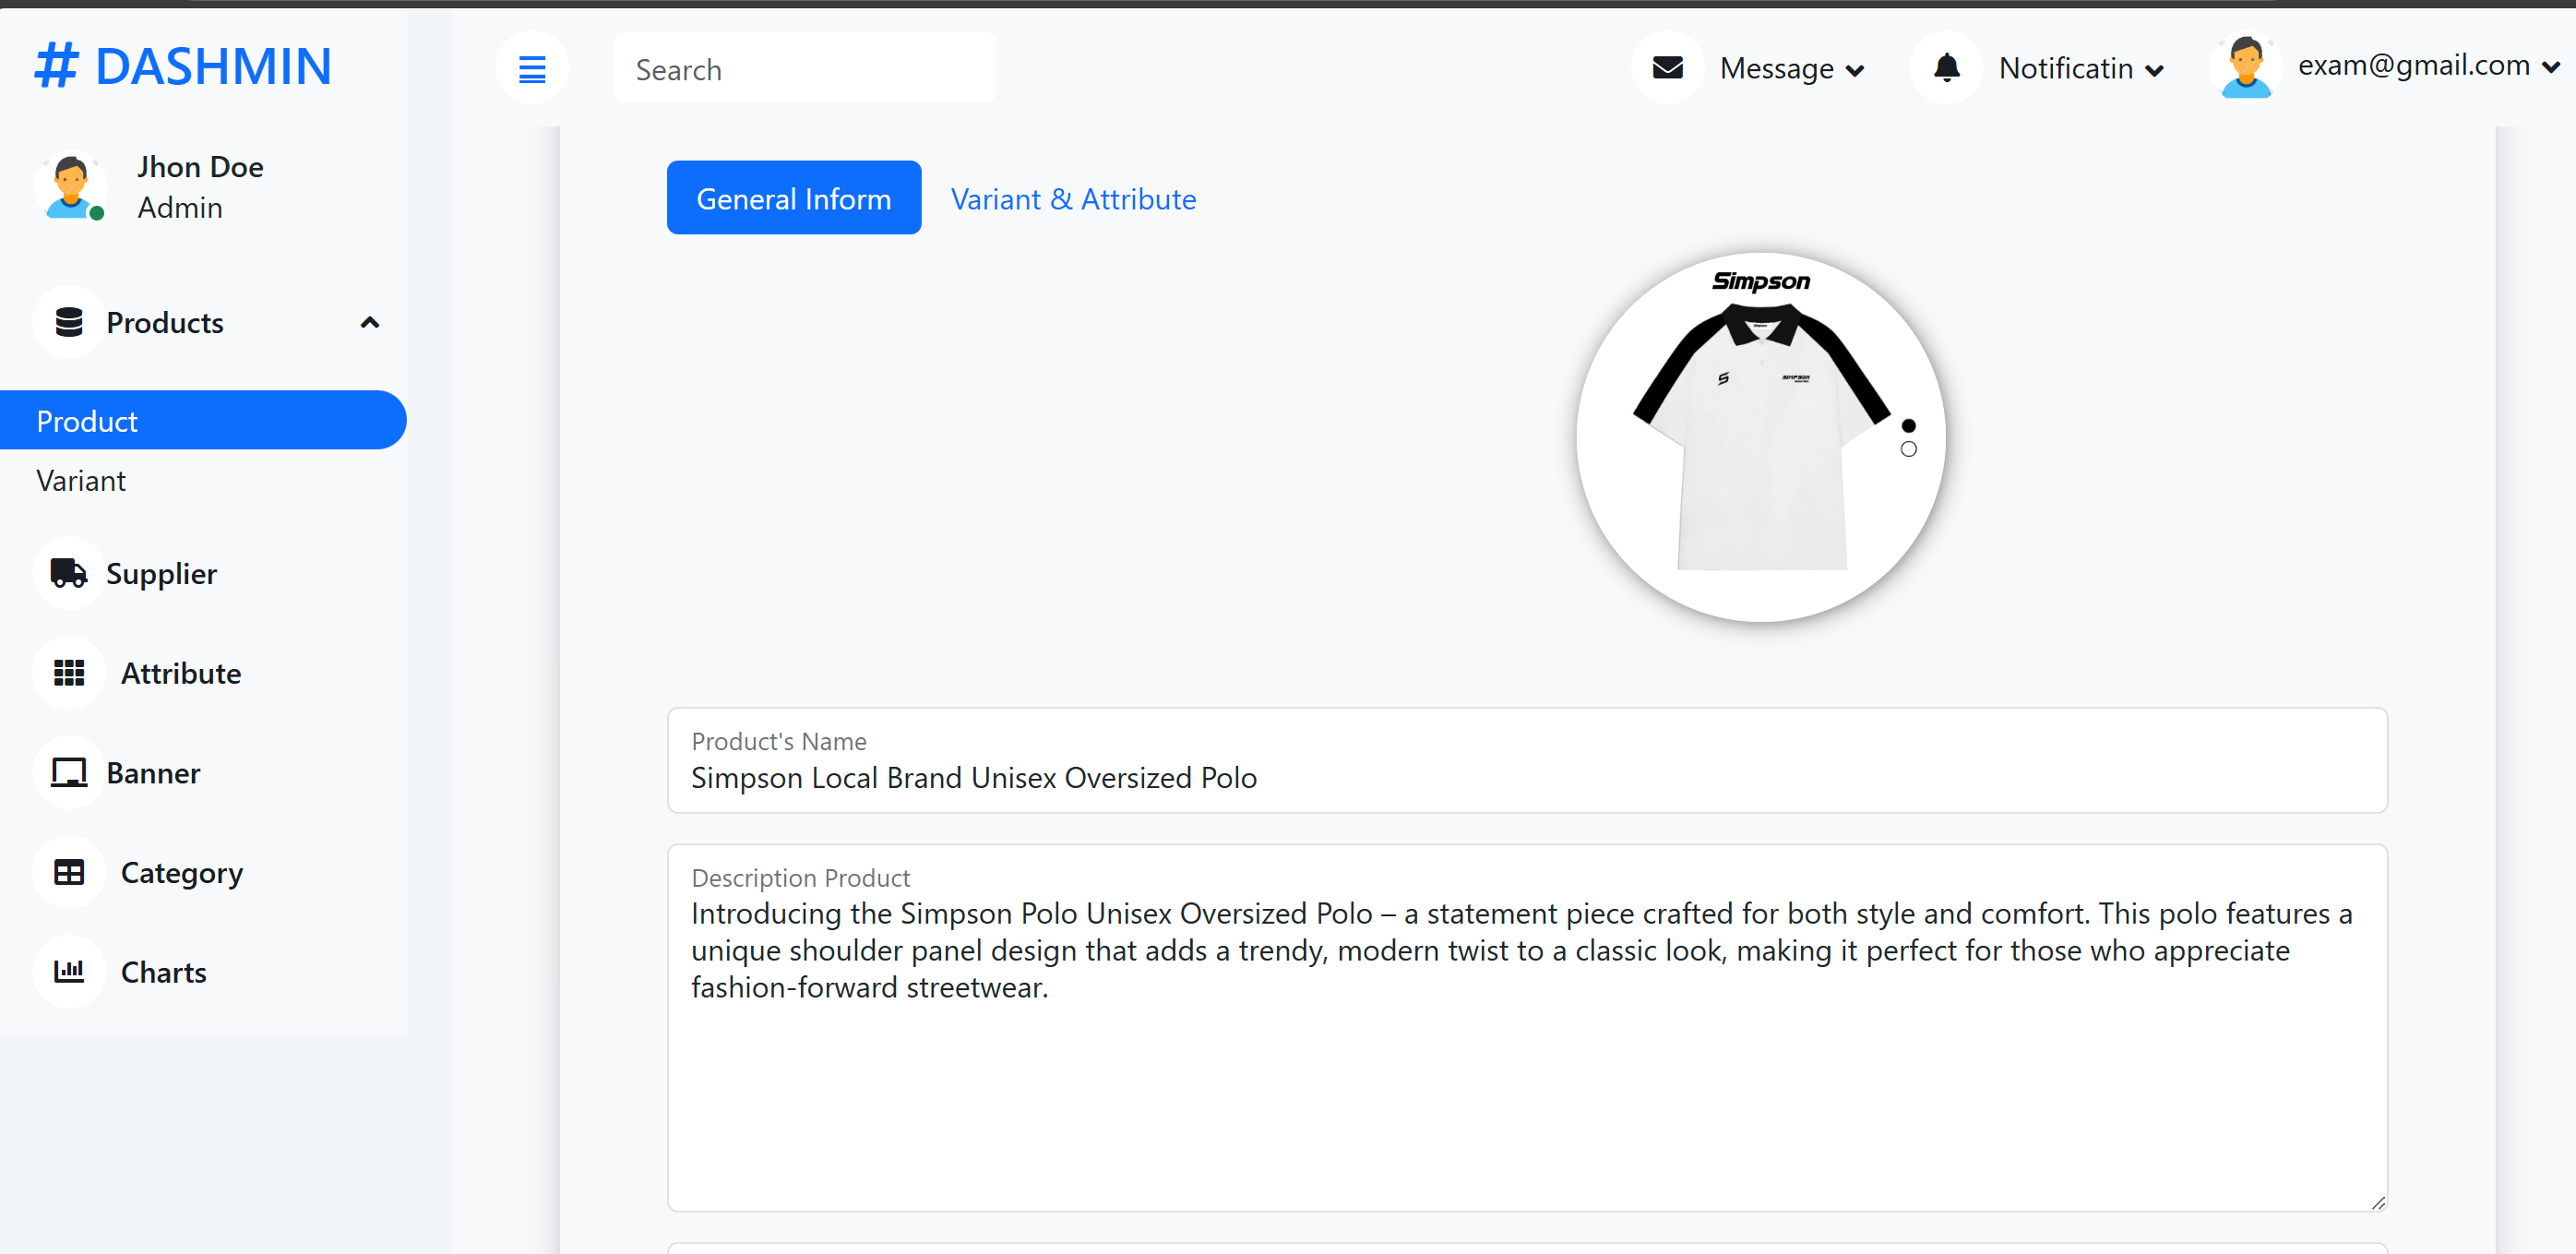 # DASHMIN
Search
Message
Notificatin
exam@gmail.com
Jhon Doe
Admin
Products
Product
Variant
Supplier
Attribute
Banner
Category
Charts
General Inform
Variant & Attribute
Simpson
Product's Name
Simpson Local Brand Unisex Oversized Polo
Description Product
Introducing the Simpson Polo Unisex Oversized Polo – a statement piece crafted for both style and comfort. This polo features a
unique shoulder panel design that adds a trendy, modern twist to a classic look, making it perfect for those who appreciate
fashion-forward streetwear.